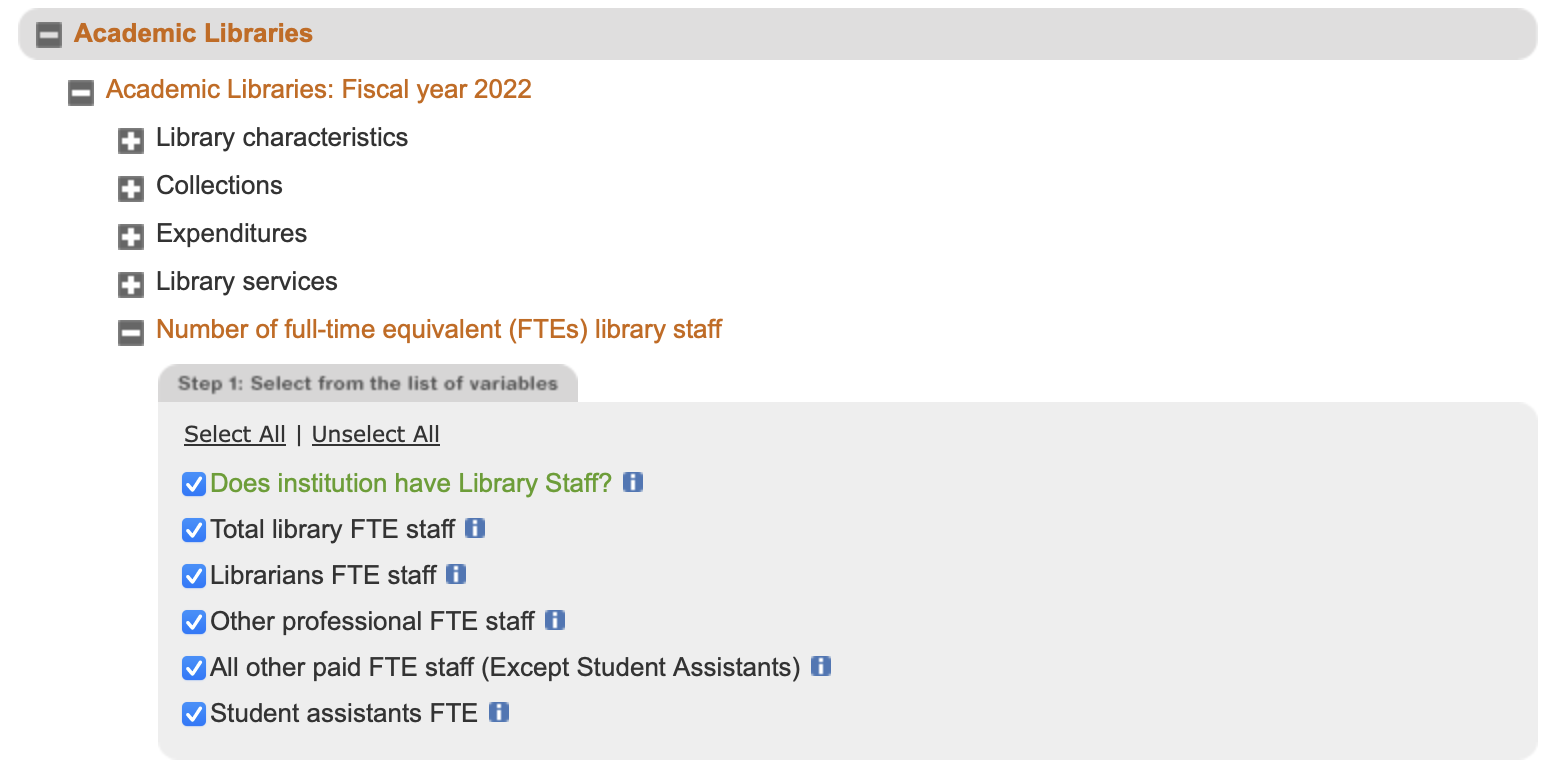 Academic Libraries
Academic Libraries: Fiscal year 2022
Library characteristics
Collections
Expenditures
Library services
Number of full-time equivalent (FTEs) library staff
Step 1: Select from the list of variables
Select All | Unselect All
Does institution have Library Staff? i
Total library FTE staff i
Librarians FTE staff i
Other professional FTE staff i
All other paid FTE staff (Except Student Assistants) i
Student assistants FTE i